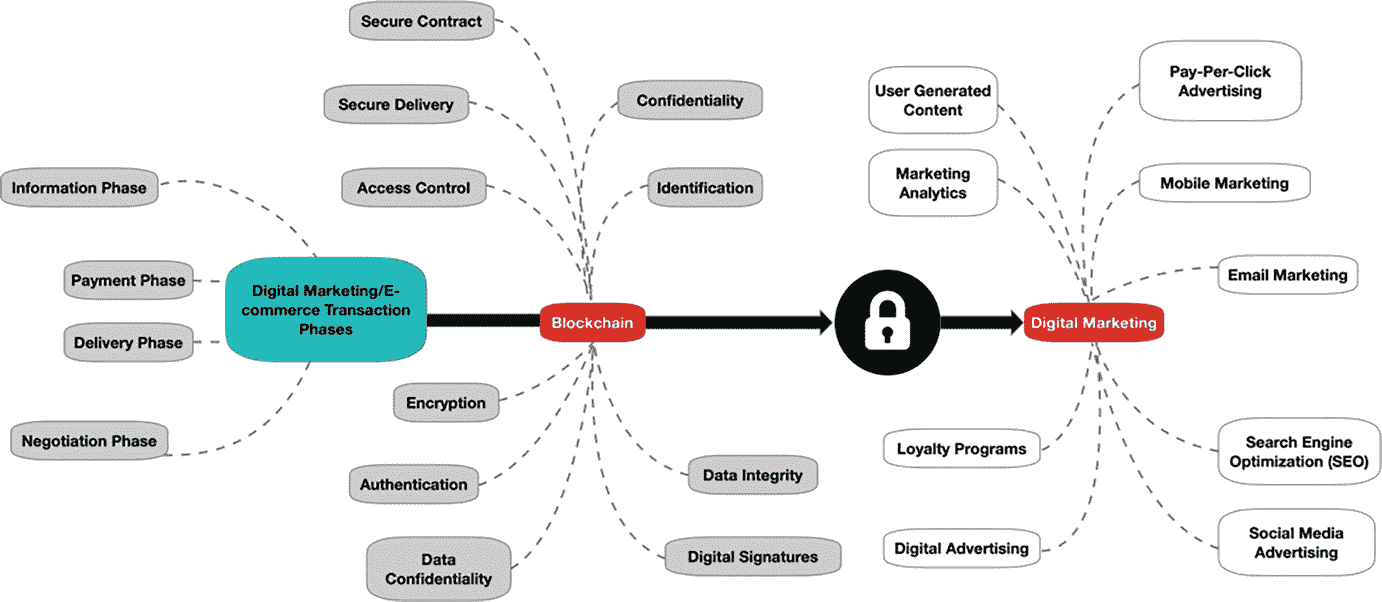 Secure Contract
Secure Delivery
Confidentiality
Access Control
Identification
Information Phase
Payment Phase
Delivery Phase
Negotiation Phase
Digital Marketing/E-
commerce Transaction
Phases
Blockchain
Encryption
Authentication
Data
Confidentiality
Data Integrity
Digital Signatures
User Generated
Content
Marketing
Analytics
Pay-Per-Click
Advertising
Mobile Marketing
Email Marketing
Digital Marketing
Loyalty Programs
Digital Advertising
Search Engine
Optimization (SEO)
Social Media
Advertising